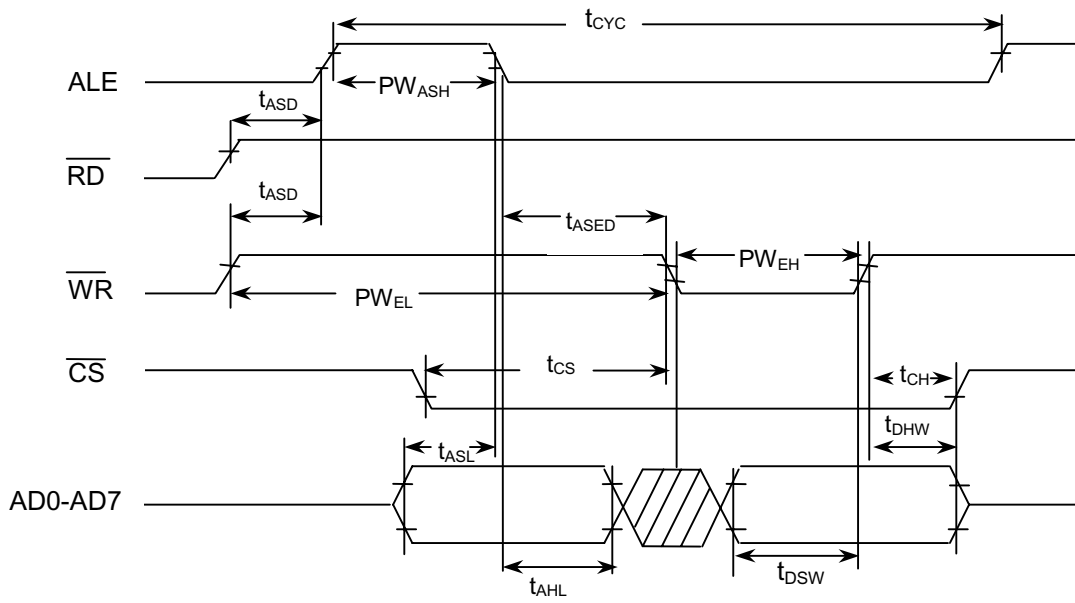 tCYC
ALE
PWASH
tASD
RD
tASD
tASED
PWEH
WR
PWEL
CS
tCS
tCH
tDHW
tASL
AD0-AD7
tDSW
tAHL